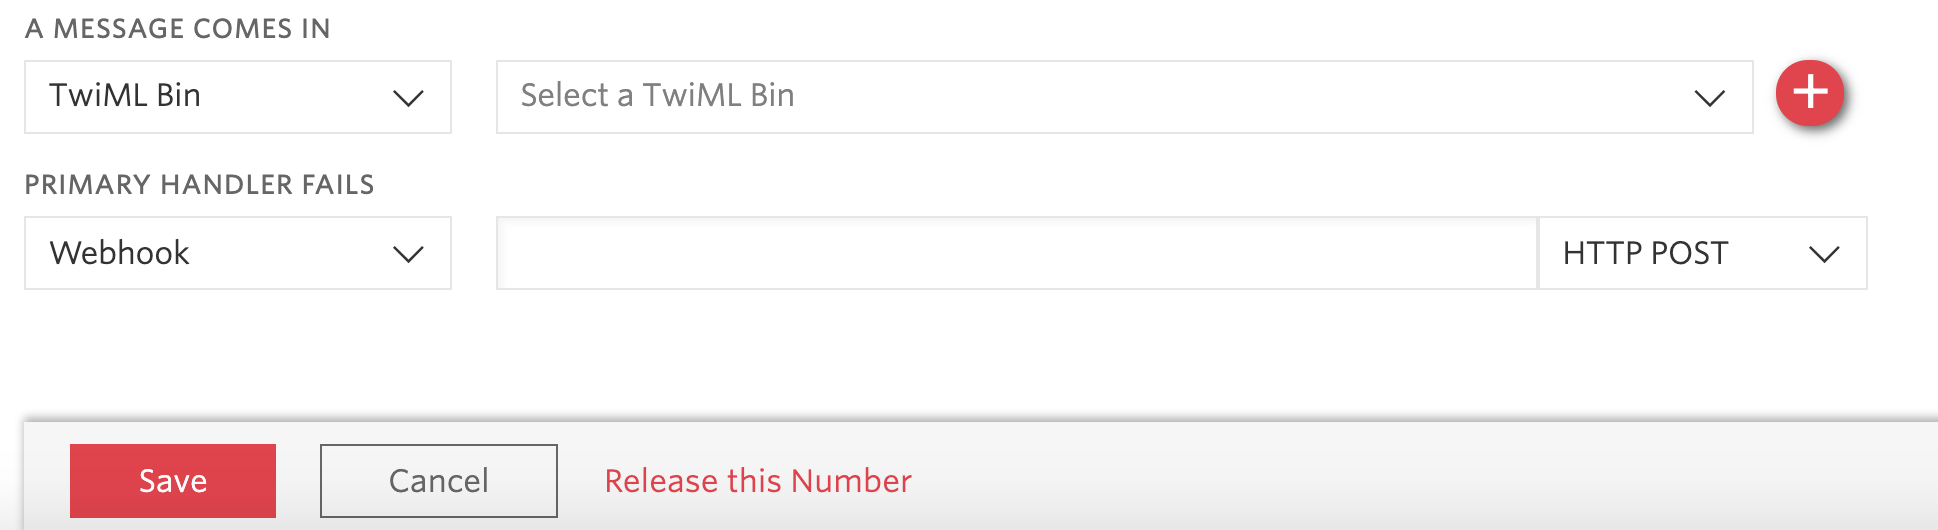 A MESSAGE COMES IN
TwiML Bin
Select a TwiML Bin
PRIMARY HANDLER FAILS
Webhook
HTTP POST
Save
Cancel
Release this Number